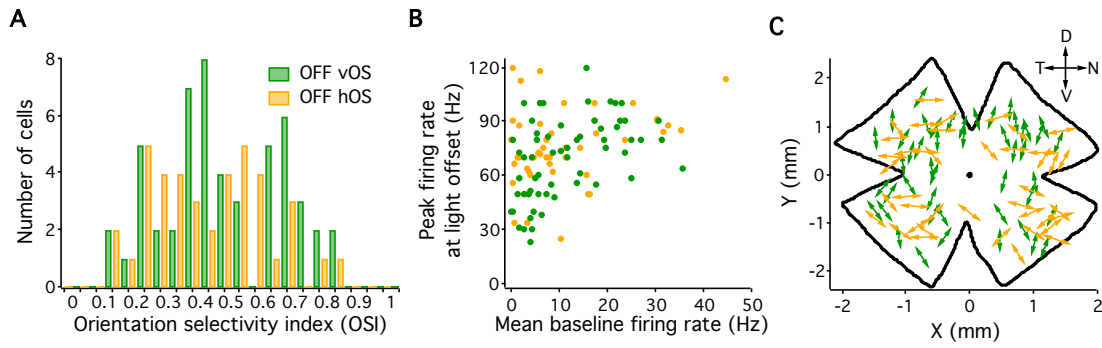 A
Number of cells
8
6
4
2
0
OFF vOS
OFF hOS
0 0.1 0.2 0.3 0.4 0.5 0.6 0.7 0.8 0.9 1
Orientation selectivity index (OSI)
B
Peak firing rate
at light offset (Hz)
120
90
60
30
0
0 10 20 30 40 50
Mean baseline firing rate (Hz)
C
D
T N
V
Y (mm)
2
1
0
-1
-2
-2 -1 0 1 2
X (mm)